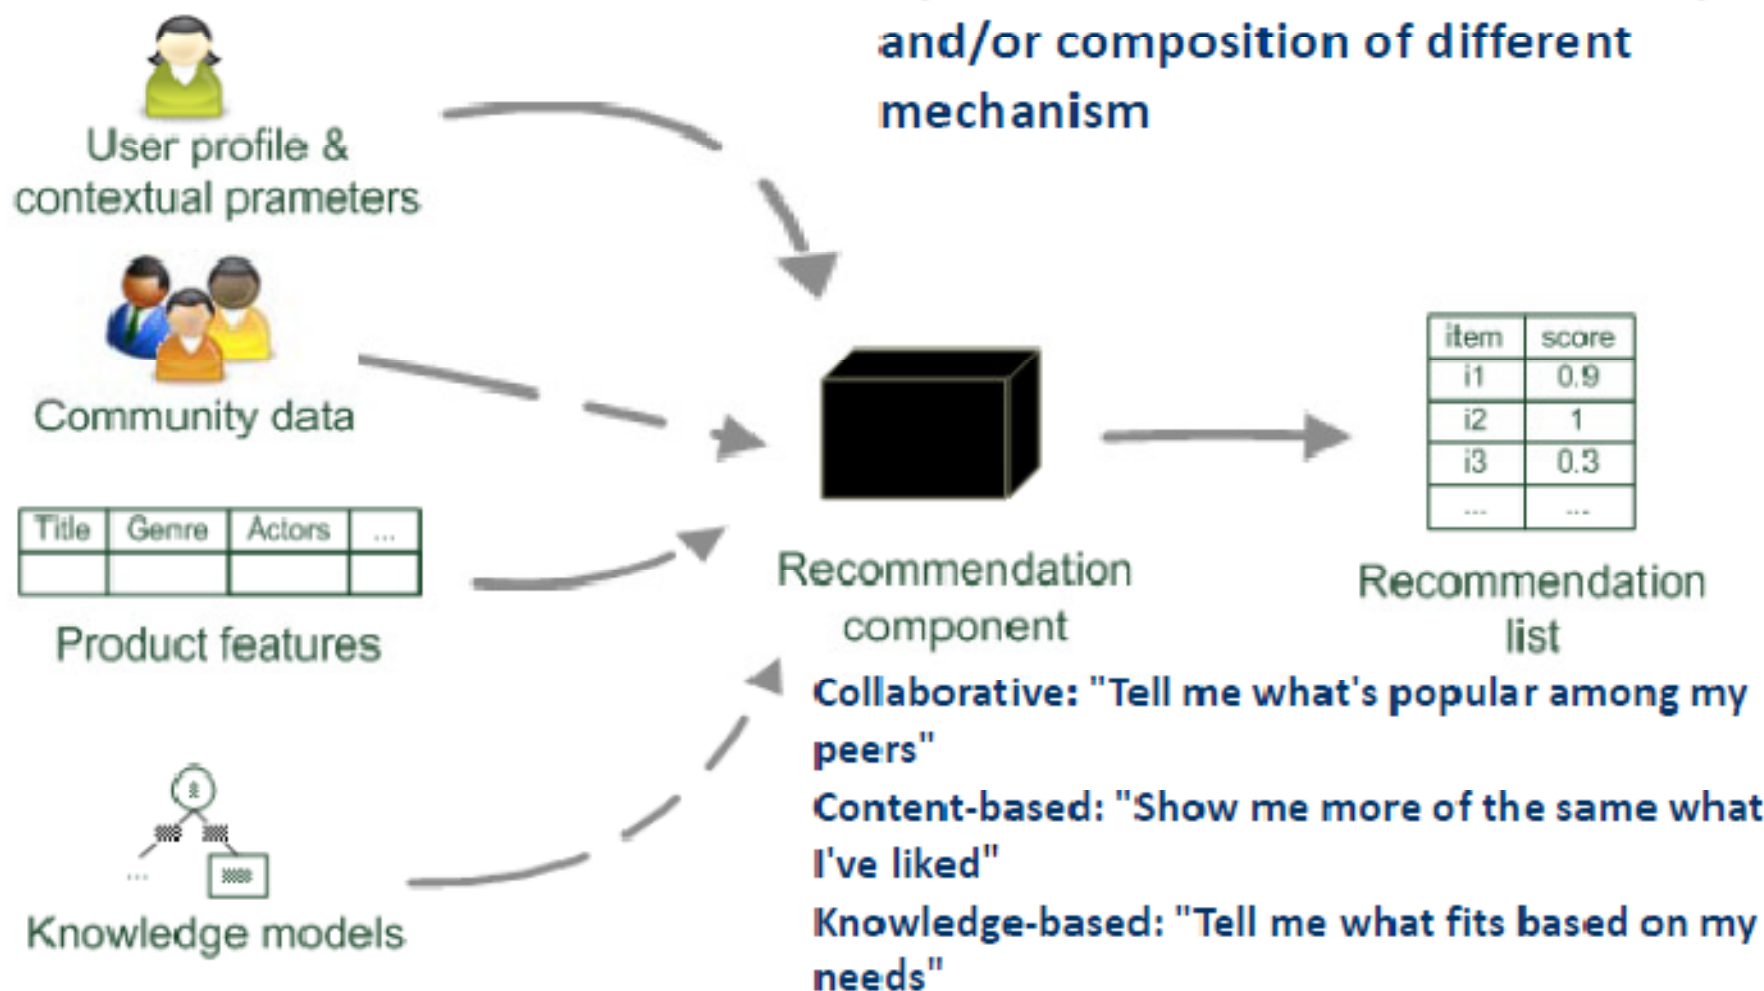 and/or composition of different
mechanism
User profile &
contextual prameters
Community data
Title Genre Actors ...
Product features
Knowledge models
...
Recommendation
component
item score
i1 0.9
i2 1
i3 0.3
... ...
Recommendation
list
Collaborative: "Tell me what's popular among my
peers"
Content-based: "Show me more of the same what
I've liked"
Knowledge-based: "Tell me what fits based on my
needs"